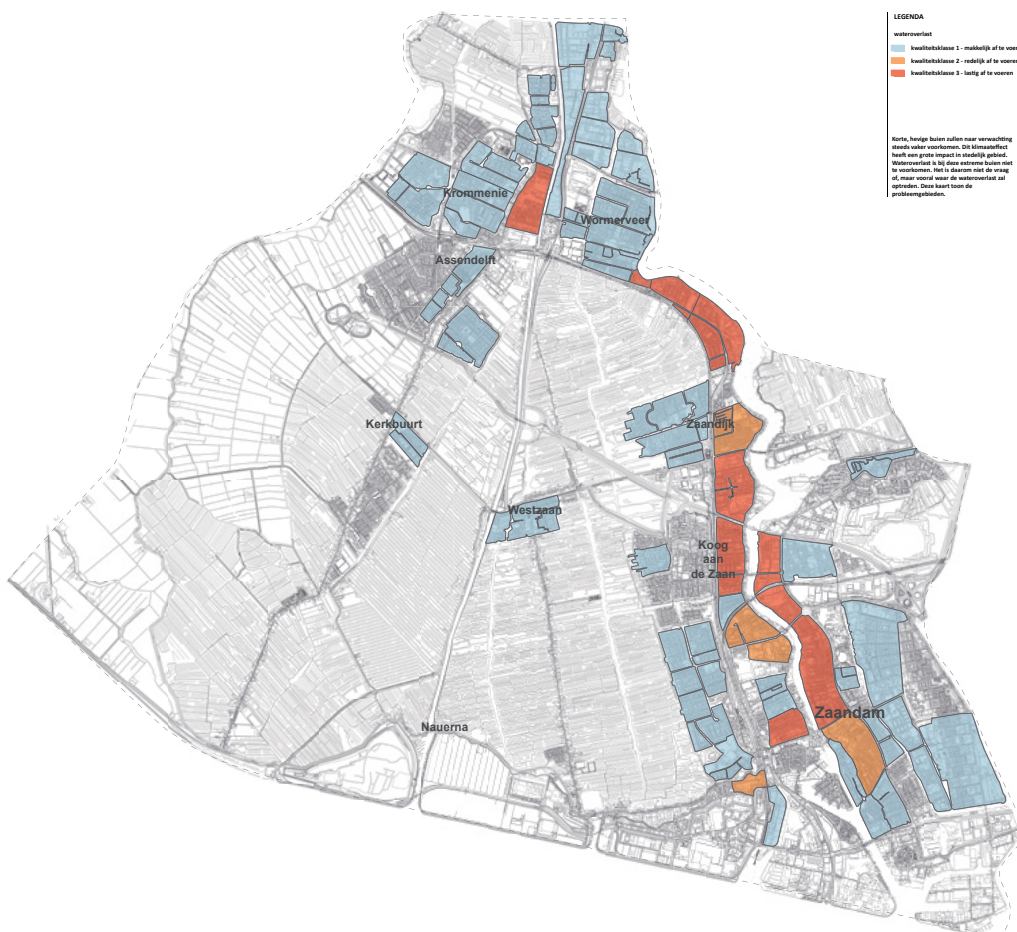 LEGENDA
wateroverlast
kwaliteitsklasse 1 - makkelijk af te voer
kwaliteitsklasse 2 - redelijk af te voeren
kwaliteitsklasse 3 - lastig af te voeren
Korte, hevige buien zullen naar verwachting
steeds vaker voorkomen. Dit klimaateffect
heeft een grote impact in stedelijk gebied.
Wateroverlast is bij deze extreme buien niet
te voorkomen. Het is daarom niet de vraag
of, maar vooral waar de wateroverlast zal
optreden. Deze kaart toon de
probleemgebieden.
Krommenie
Wormerveer
Assendelft
Kerkbuurt
Zaandijk
Westzaan
Koog
aan
de Zaan
Zaandam
Nauerna